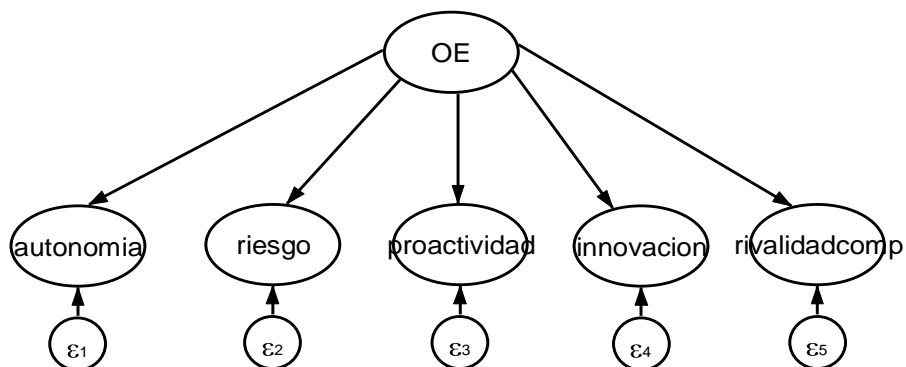 OE
autonomia riesgo proactividad innovacion rivalidadcomp
ε1 ε2 ε3 ε4 ε5